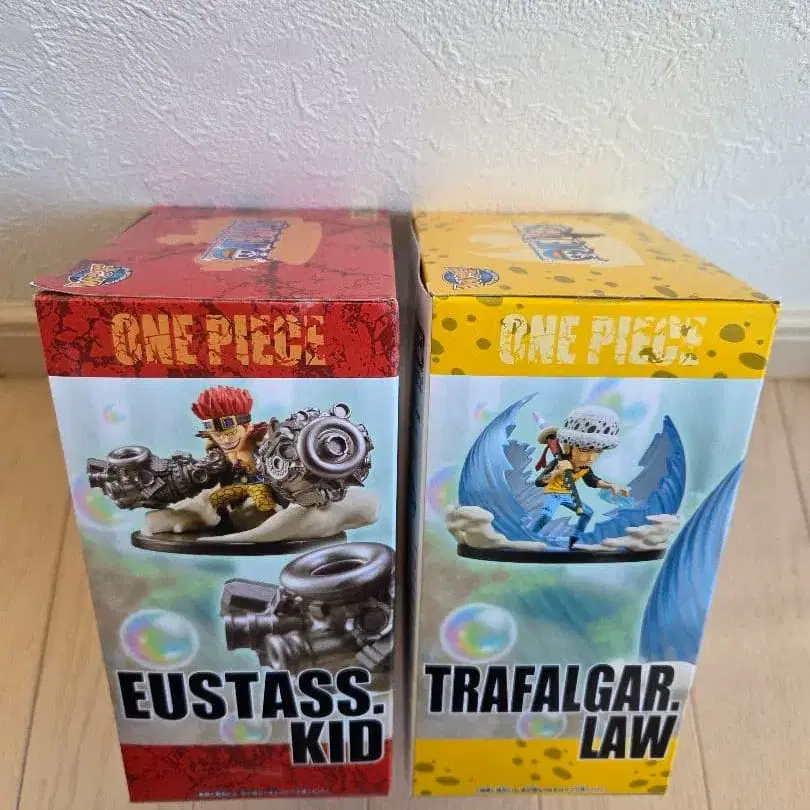 ONE PIECE
EUSTASS.
KID
ONE PIECE
TRAFALGAR.
LAW